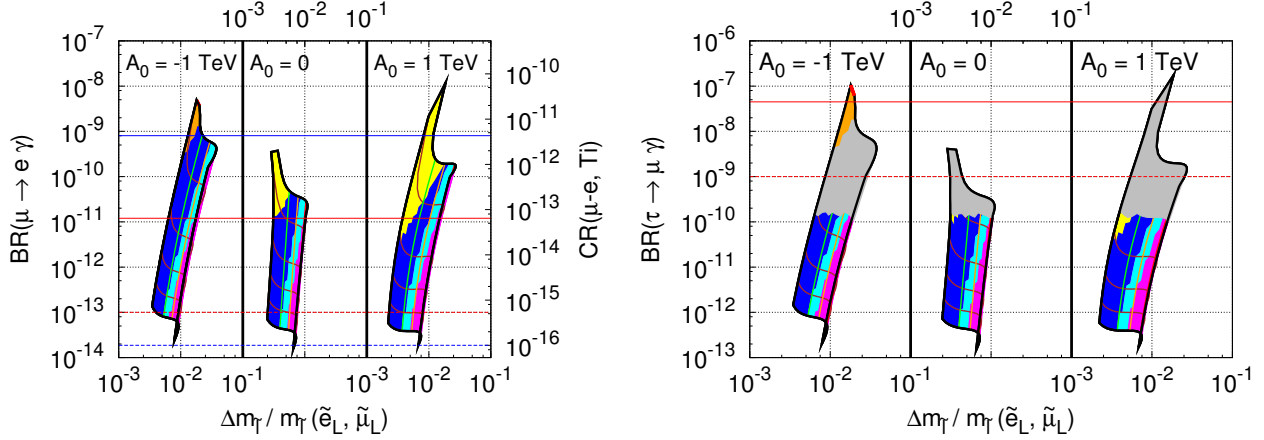 10⁻³ 10⁻² 10⁻¹
10⁻⁷
10⁻⁸
10⁻⁹
10⁻¹⁰
10⁻¹¹
10⁻¹²
10⁻¹³
10⁻¹⁴
BR(μ → e γ)
A₀ = -1 TeV
A₀ = 0
A₀ = 1 TeV
10⁻¹⁰
10⁻¹¹
10⁻¹²
10⁻¹³
10⁻¹⁴
10⁻¹⁵
10⁻¹⁶
CR(μ-e, Ti)
10⁻³ 10⁻² 10⁻¹ 10⁻³ 10⁻² 10⁻¹
Δm_l̃ / m_l̃ (ẽ_L, μ̃_L)
10⁻³ 10⁻² 10⁻¹
10⁻⁶
10⁻⁷
10⁻⁸
10⁻⁹
10⁻¹⁰
10⁻¹¹
10⁻¹²
10⁻¹³
BR(τ → μ γ)
A₀ = -1 TeV
A₀ = 0
A₀ = 1 TeV
10⁻³ 10⁻² 10⁻¹ 10⁻³ 10⁻² 10⁻¹
Δm_l̃ / m_l̃ (ẽ_L, μ̃_L)